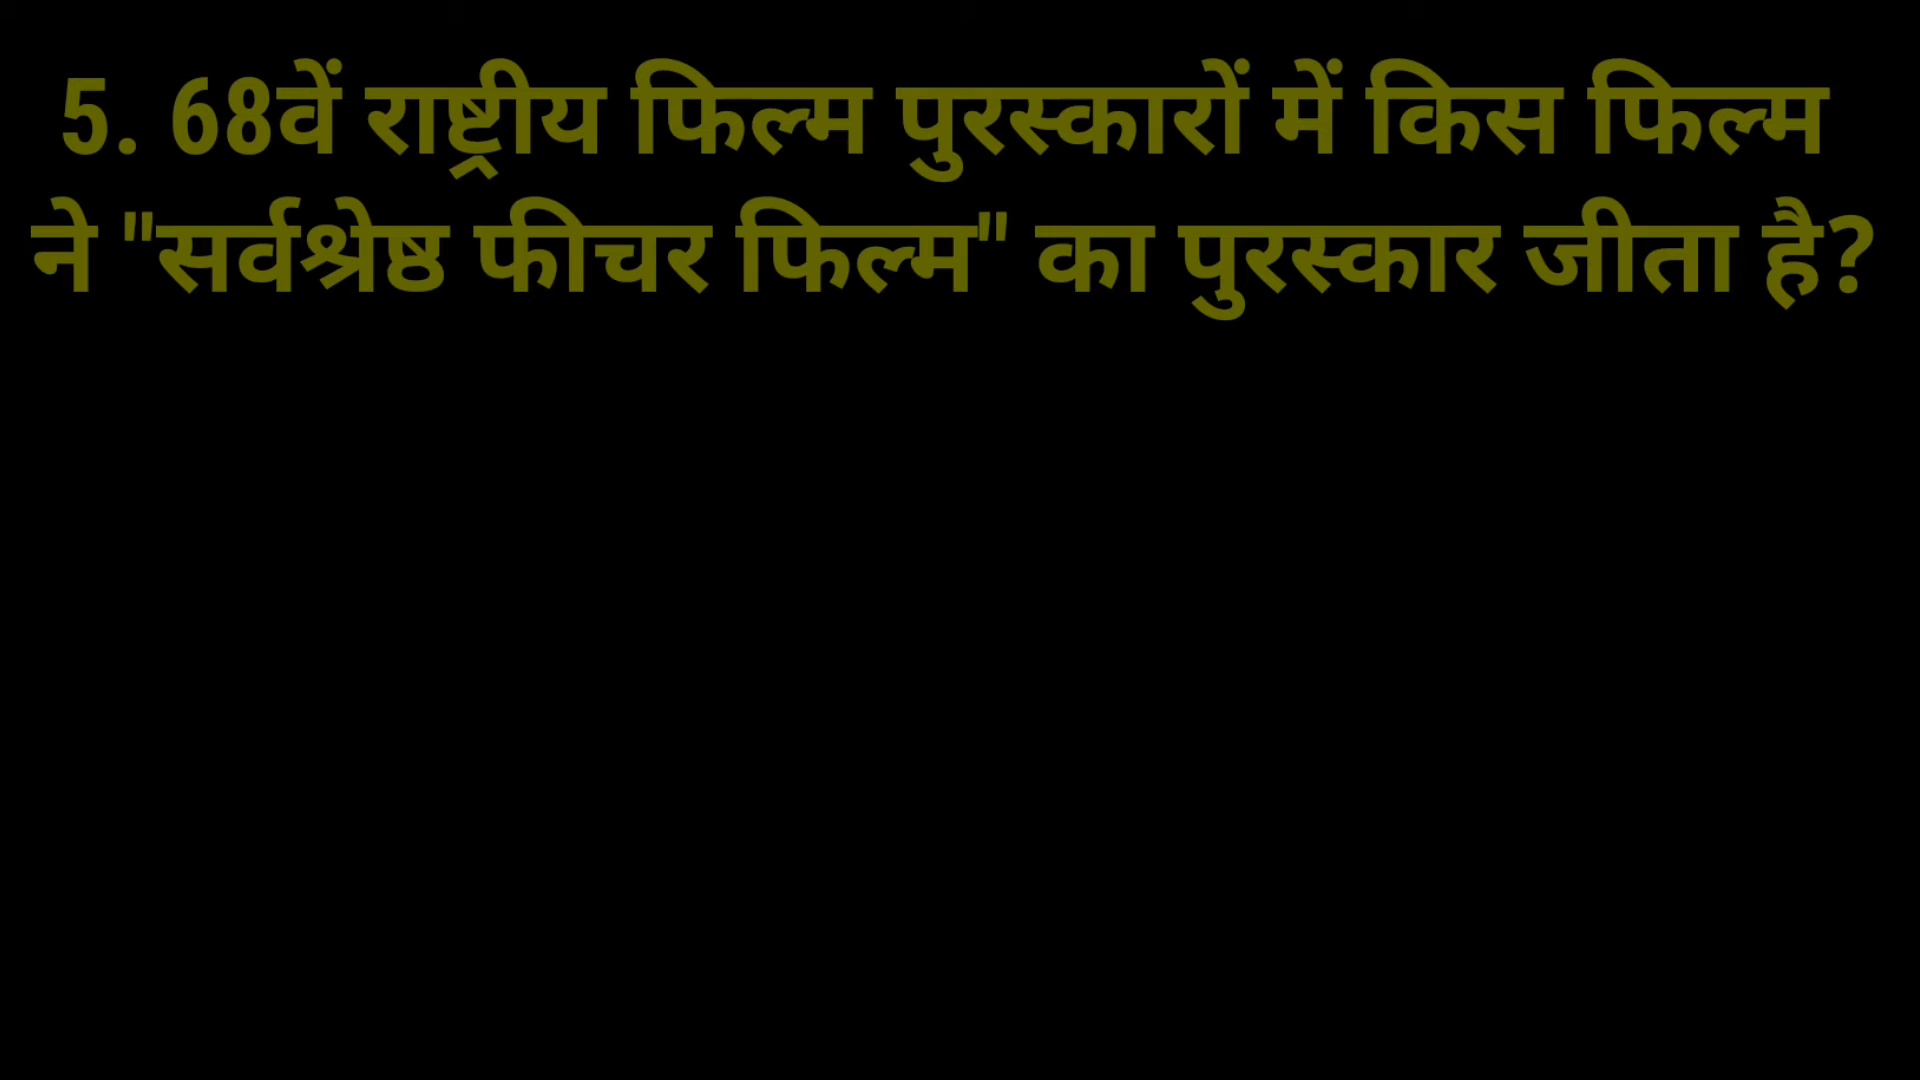 5. 68वें राष्ट्रीय फिल्म पुरस्कारों में किस फिल्म
ने "सर्वश्रेष्ठ फीचर फिल्म" का पुरस्कार जीता है?